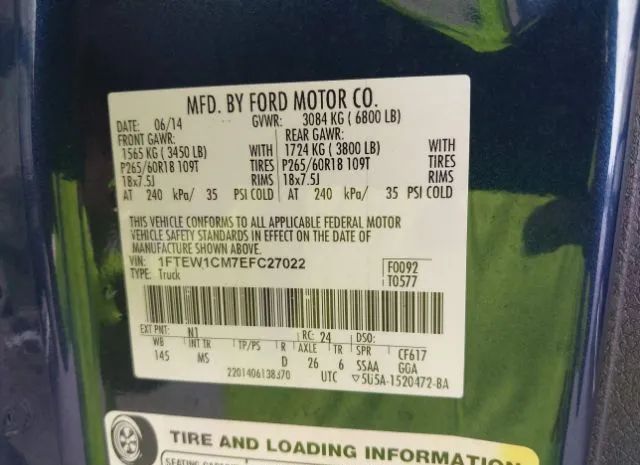 MFD. BY FORD MOTOR CO.
DATE: 06/14 GVWR: 3084 KG ( 6800 LB)
FRONT GAWR: REAR GAWR:
1565 KG ( 3450 LB) WITH 1724 KG ( 3800 LB) WITH
P265/60R18 109T TIRES P265/60R18 109T TIRES
18x7.5J RIMS 18x7.5J RIMS
AT 240 kPa/ 35 PSI COLD AT 240 kPa/ 35 PSI COLD
THIS VEHICLE CONFORMS TO ALL APPLICABLE FEDERAL MOTOR
VEHICLE SAFETY STANDARDS IN EFFECT ON THE DATE OF
MANUFACTURE SHOWN ABOVE.
VIN: 1FTEW1CM7EFC27022 F0092
TYPE: Truck T0577
EXT PNT: N1 RC: 24 DSO:
WB INT TR TP/PS R AXLE TR SPR CF617
145 MS D 26 6 SSAA GGA
2201406138370 UTC ▽5U5A-1520472-BA
TIRE AND LOADING INFORMATION